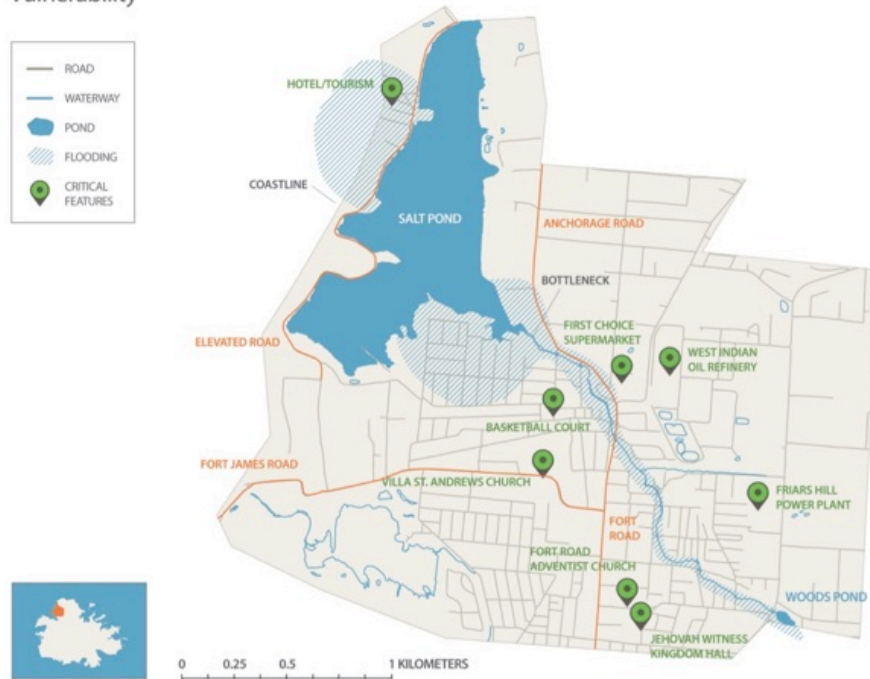 Vulnerability
ROAD
WATERWAY
POND
FLOODING
CRITICAL
FEATURES
HOTEL/TOURISM
COASTLINE
SALT POND
ANCHORAGE ROAD
BOTTLENECK
FIRST CHOICE
SUPERMARKET
WEST INDIAN
OIL REFINERY
ELEVATED ROAD
BASKETBALL COURT
FORT JAMES ROAD
VILLA ST. ANDREWS CHURCH
FRIARS HILL
POWER PLANT
FORT
ROAD
FORT ROAD
ADVENTIST CHURCH
WOODS POND
JEHOVAH WITNESS
KINGDOM HALL
0 0.25 0.5 1 KILOMETERS